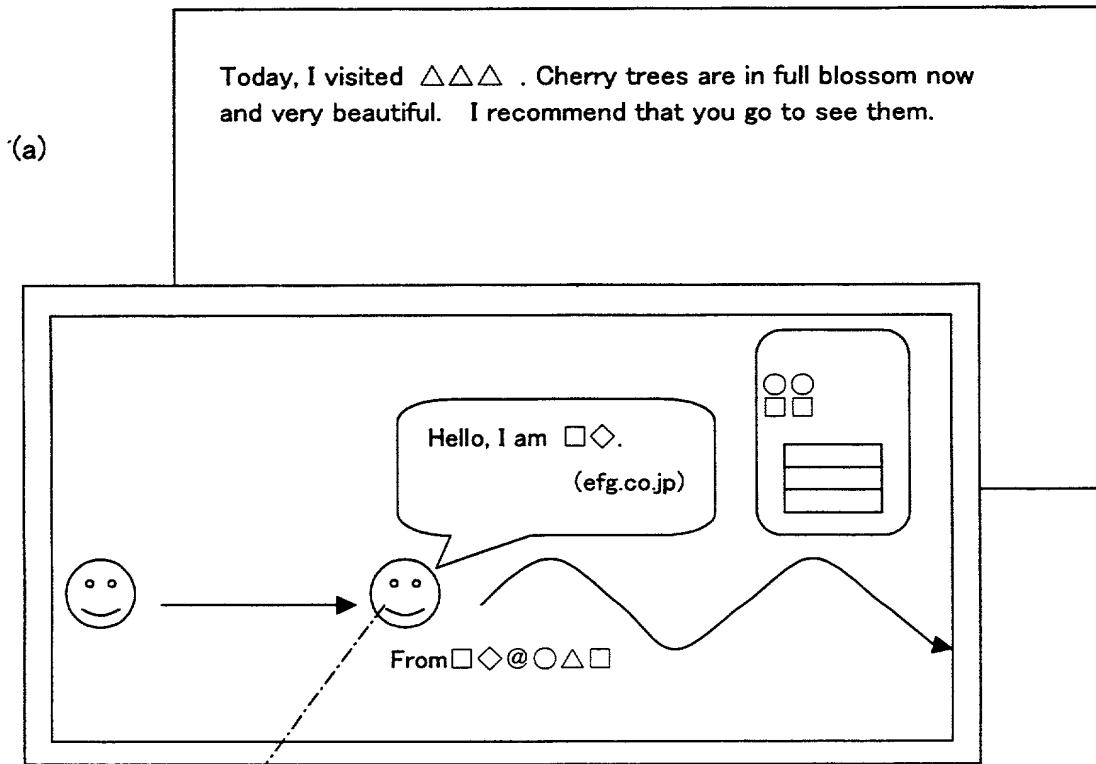 Today, I visited △△△ . Cherry trees are in full blossom now
and very beautiful. I recommend that you go to see them.
(a)
○○
□□
Hello, I am □◇.
(efg.co.jp)
From□◇@○△□